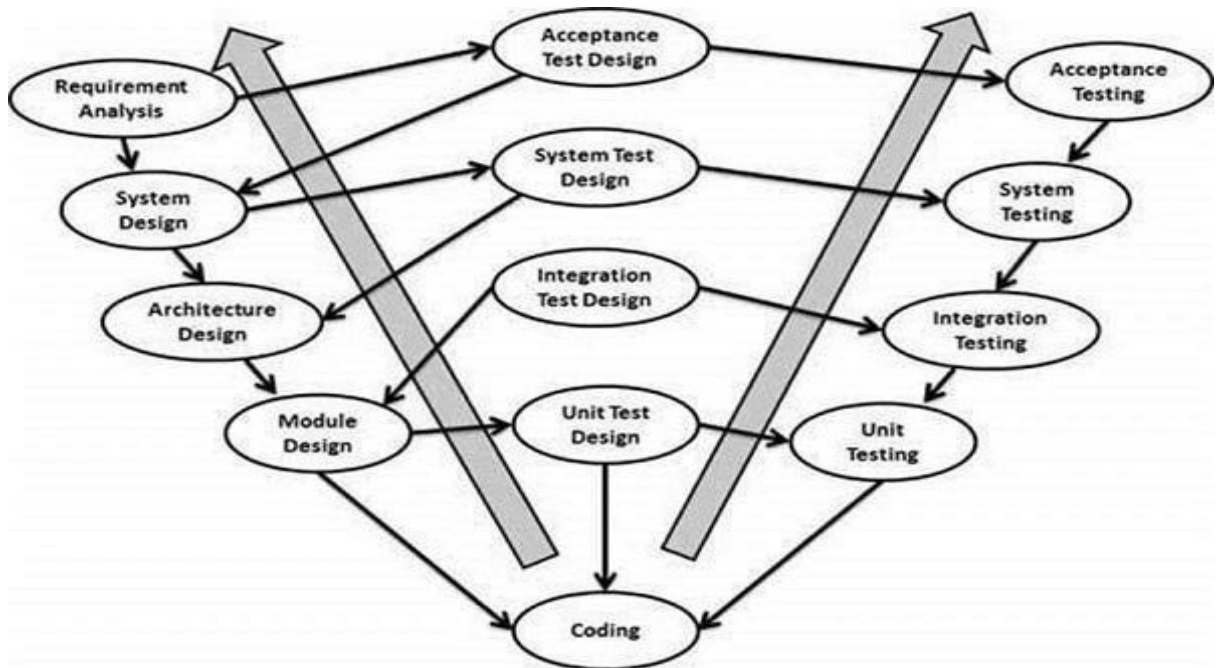 Acceptance
Test Design
Requirement
Analysis
Acceptance
Testing
System Test
Design
System
Design
System
Testing
Integration
Test Design
Architecture
Design
Integration
Testing
Module
Design
Unit Test
Design
Unit
Testing
Coding